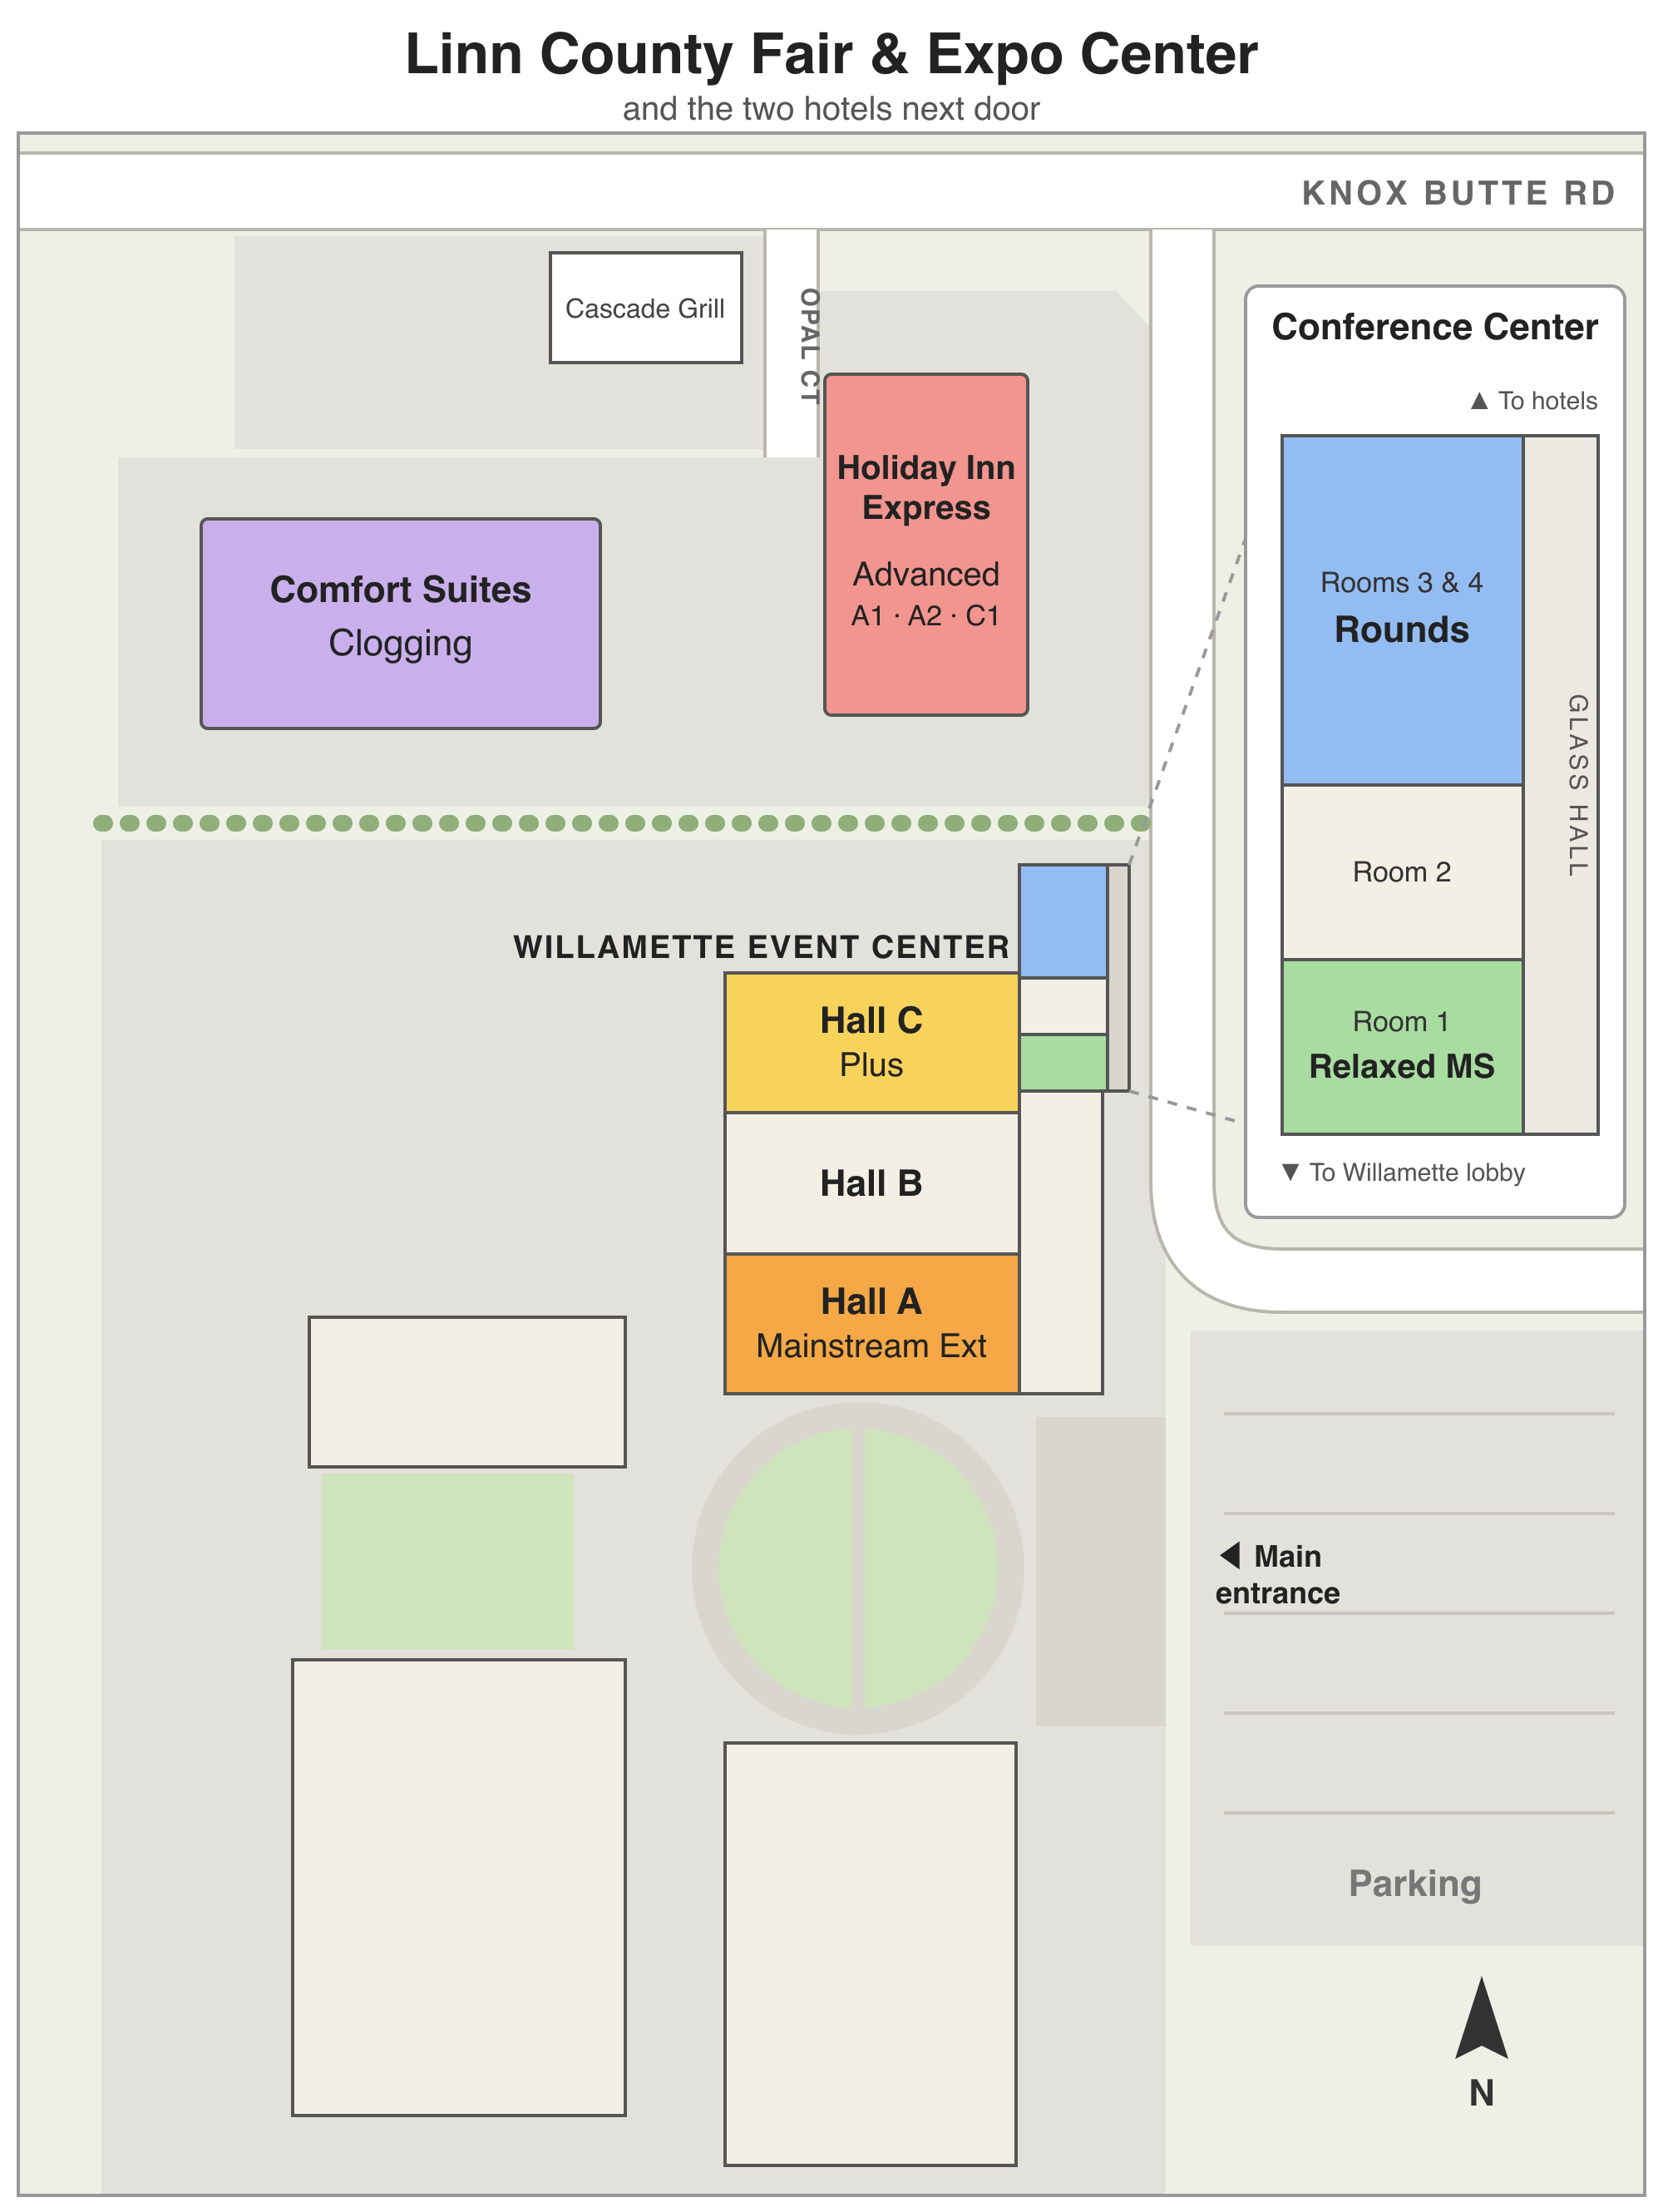 Linn County Fair & Expo Center
and the two hotels next door
KNOX BUTTE RD
Cascade Grill
OPAL CT
Holiday Inn
Express
Advanced
A1 · A2 · C1
Comfort Suites
Clogging
Conference Center
▲ To hotels
Rooms 3 & 4
Rounds
GLASS HALL
Room 2
Room 1
Relaxed MS
▼ To Willamette lobby
WILLAMETTE EVENT CENTER
Hall C
Plus
Hall B
Hall A
Mainstream Ext
◀ Main
entrance
Parking
N